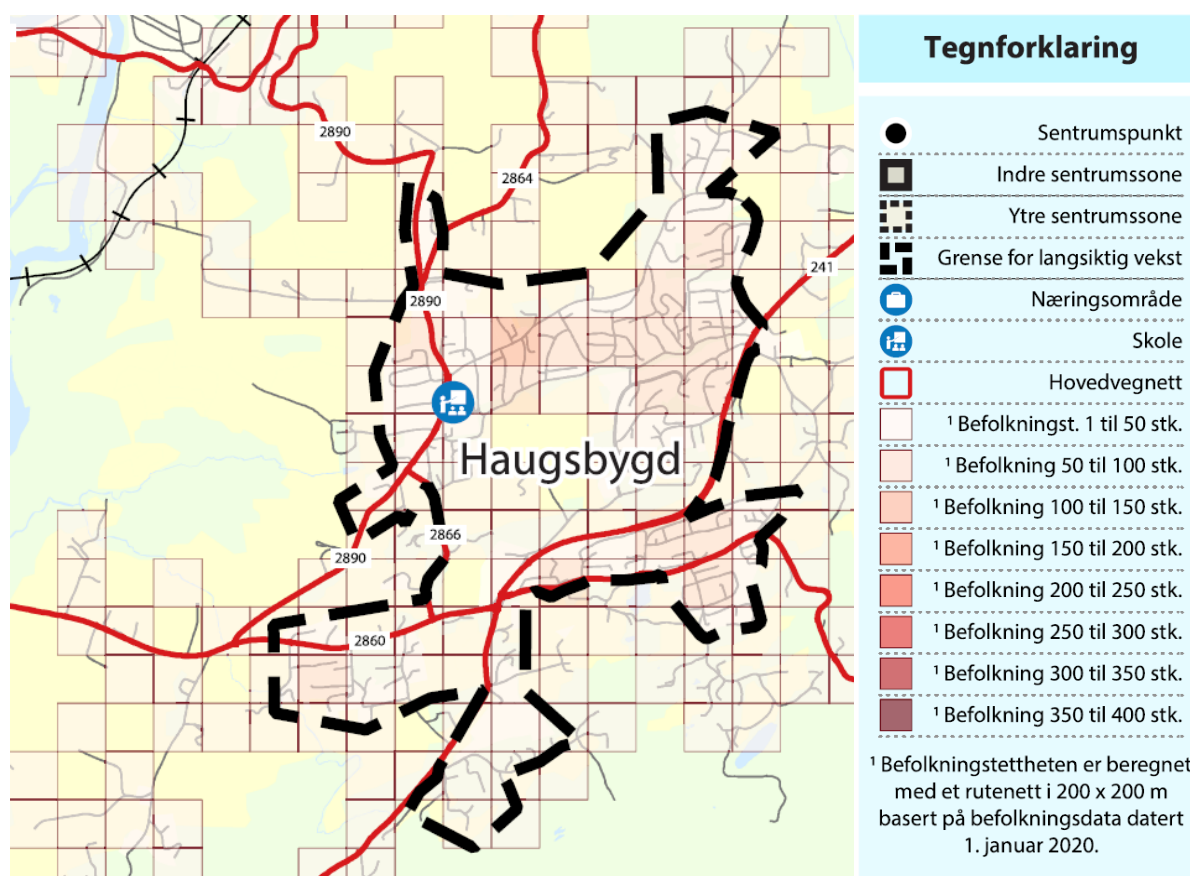 Tegnforklaring
Sentrumspunkt
Indre sentrumssone
Ytre sentrumssone
Grense for langsiktig vekst
Næringsområde
Skole
Hovedvegnett
¹ Befolkningst. 1 til 50 stk.
¹ Befolkning 50 til 100 stk.
¹ Befolkning 100 til 150 stk.
¹ Befolkning 150 til 200 stk.
¹ Befolkning 200 til 250 stk.
¹ Befolkning 250 til 300 stk.
¹ Befolkning 300 til 350 stk.
¹ Befolkning 350 til 400 stk.
¹ Befolkningstettheten er beregnet
med et rutenett i 200 x 200 m
basert på befolkningsdata datert
1. januar 2020.
2890
2864
241
2890
Haugsbygd
2866
2890
2860